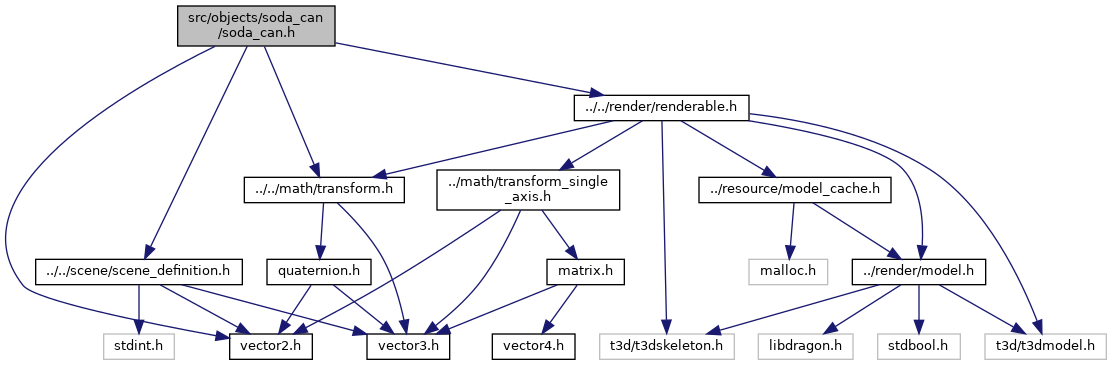 src/objects/soda_can
/soda_can.h
../../render/renderable.h
../../math/transform.h
../math/transform_single
_axis.h
../resource/model_cache.h
../../scene/scene_definition.h
quaternion.h
matrix.h
malloc.h
../render/model.h
stdint.h
vector2.h
vector3.h
vector4.h
t3d/t3dskeleton.h
libdragon.h
stdbool.h
t3d/t3dmodel.h